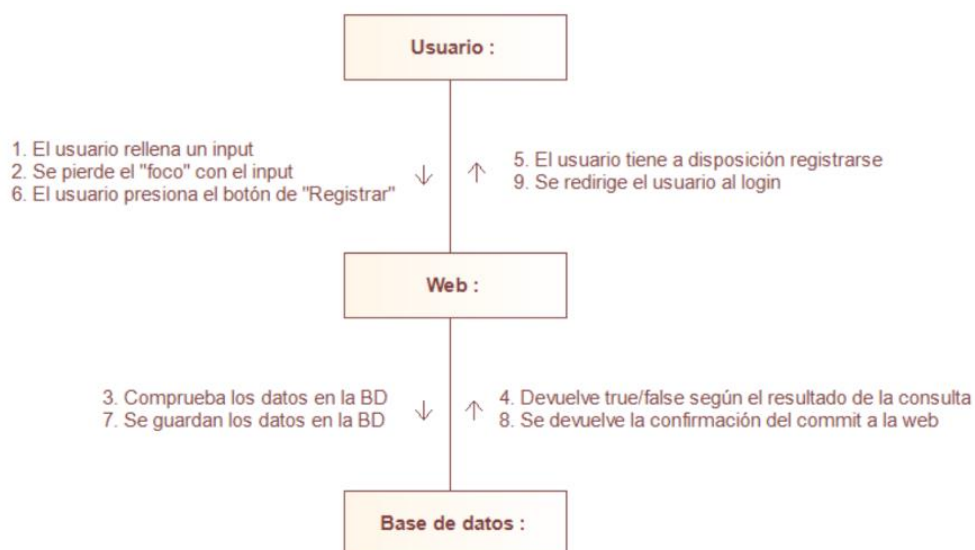 Usuario :
1. El usuario rellena un input
2. Se pierde el "foco" con el input
6. El usuario presiona el botón de "Registrar"
5. El usuario tiene a disposición registrarse
9. Se redirige el usuario al login
Web :
3. Comprueba los datos en la BD
7. Se guardan los datos en la BD
4. Devuelve true/false según el resultado de la consulta
8. Se devuelve la confirmación del commit a la web
Base de datos :